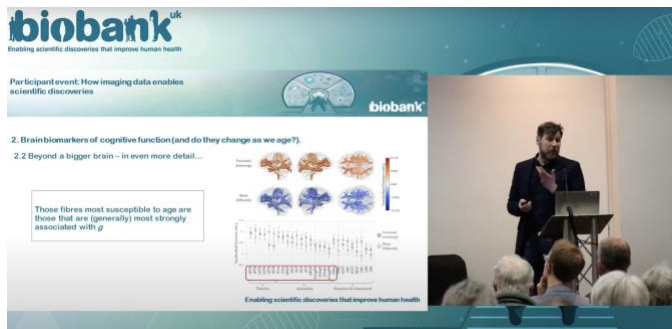 biobank uk
Enabling scientific discoveries that improve human health
Participant event: How imaging data enables
scientific discoveries
biobank
2. Brain biomarkers of cognitive function (and do they change as we age?).
2.2 Beyond a bigger brain – in even more detail...
Those fibres most susceptible to age are
those that are (generally) most strongly
associated with g
Enabling scientific discoveries that improve human health